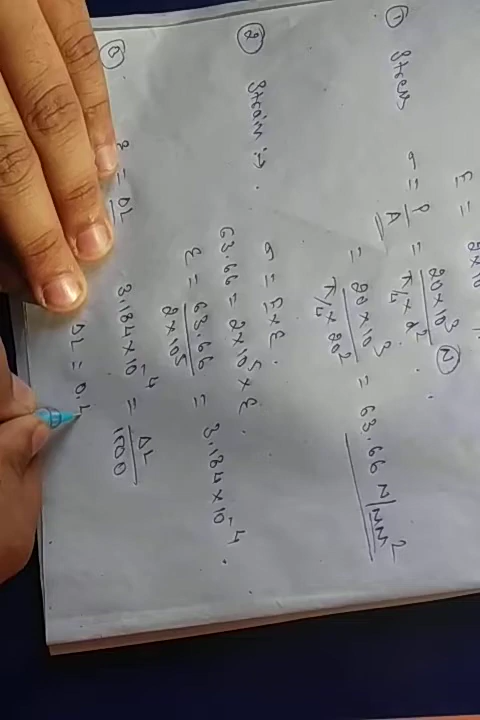 E = 2×10
① Stress
σ = P/A = 20×10³/π/4 × d² (N)
= 20×10³/π/4 × 20² = 63.66 N/mm²
② Strain :→
σ = E×ε
63.66 = 2×10⁵ × ε
ε = 63.66/2×10⁵ = 3.184×10⁻⁴
③
ε = ΔL
3.184×10⁻⁴ = ΔL/1000
ΔL = 0.